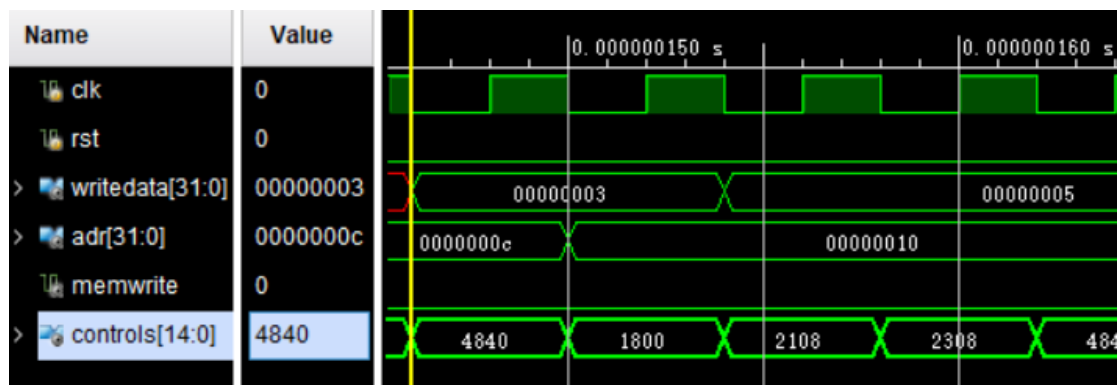 Name Value
0.000000150 s 0.000000160 s
clk 0
rst 0
writedata[31:0] 00000003 00000003 00000005
adr[31:0] 0000000c 0000000c 00000010
memwrite 0
controls[14:0] 4840 4840 1800 2108 2308 484